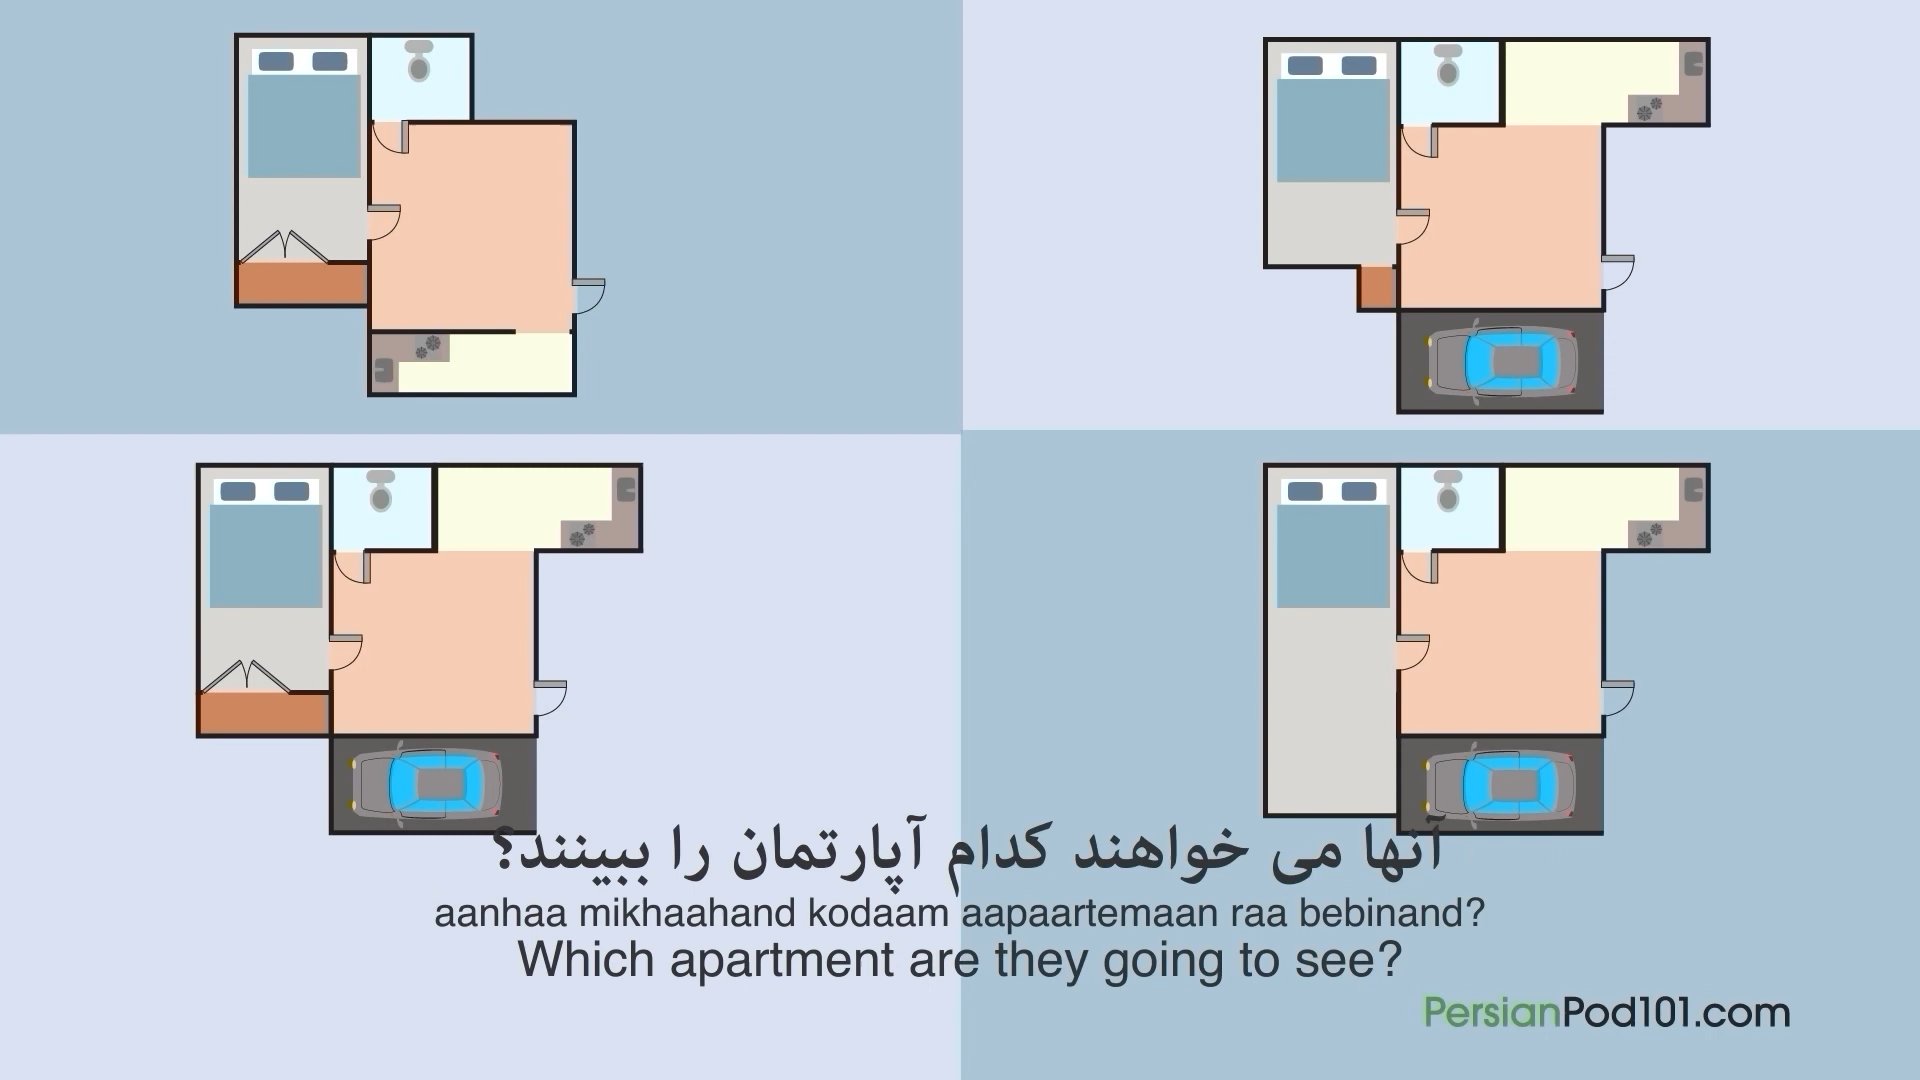 آنها می خواهند کدام آپارتمان را ببینند؟
aanhaa mikhaahand kodaam aapaartemaan raa bebinand?
Which apartment are they going to see?
PersianPod101.com